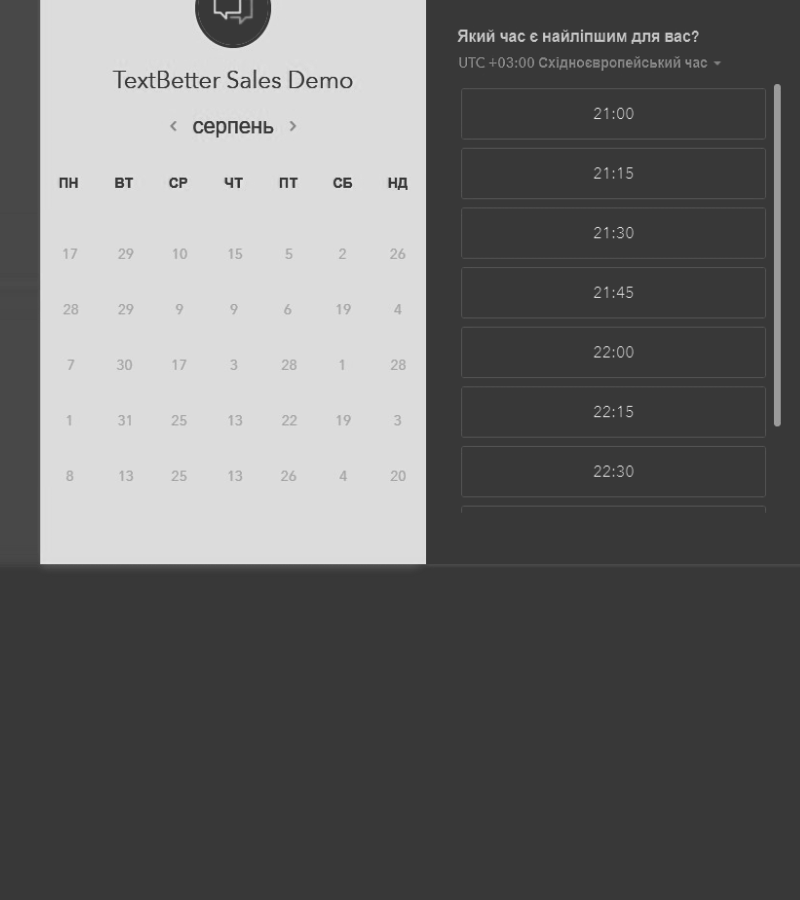 TextBetter Sales Demo
серпень
ПН ВТ СР ЧТ ПТ СБ НД
17 29 10 15 5 2 26
28 29 9 9 6 19 4
7 30 17 3 28 1 28
1 31 25 13 22 19 3
8 13 25 13 26 4 20
Який час є найліпшим для вас?
UTC +03:00 Східноєвропейський час
21:00
21:15
21:30
21:45
22:00
22:15
22:30